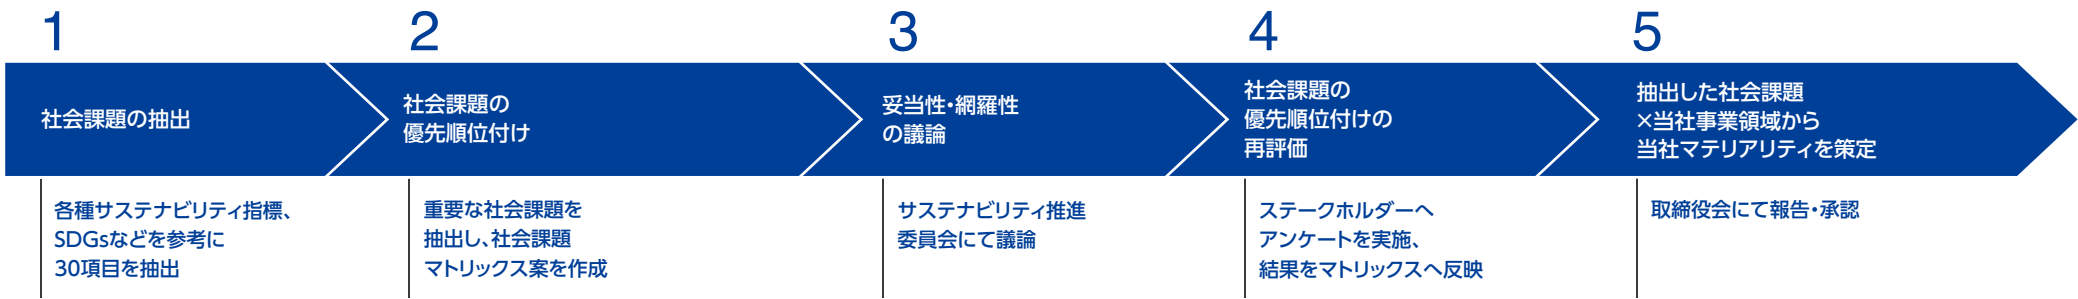 1
社会課題の抽出
各種サステナビリティ指標、
SDGsなどを参考に
30項目を抽出
2
社会課題の
優先順位付け
重要な社会課題を
抽出し、社会課題
マトリックス案を作成
3
妥当性・網羅性
の議論
サステナビリティ推進
委員会にて議論
4
社会課題の
優先順位付けの
再評価
ステークホルダーへ
アンケートを実施、
結果をマトリックスへ反映
5
抽出した社会課題
×当社事業領域から
当社マテリアリティを策定
取締役会にて報告・承認